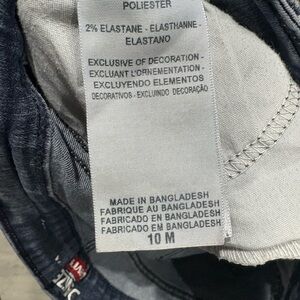 POLIESTER
2% ELASTANE - ELASTHANNE -
ELASTANO
EXCLUSIVE OF DECORATION -
EXCLUANT L'ORNEMENTATION -
EXCLUYENDO ELEMENTOS
DECORATIVOS - EXCLUINDO DECORAÇÃO
MADE IN BANGLADESH
FABRIQUE AU BANGLADESH
FABRICADO EN BANGLADESH
FABRICADO EM BANGLADESH
10 M